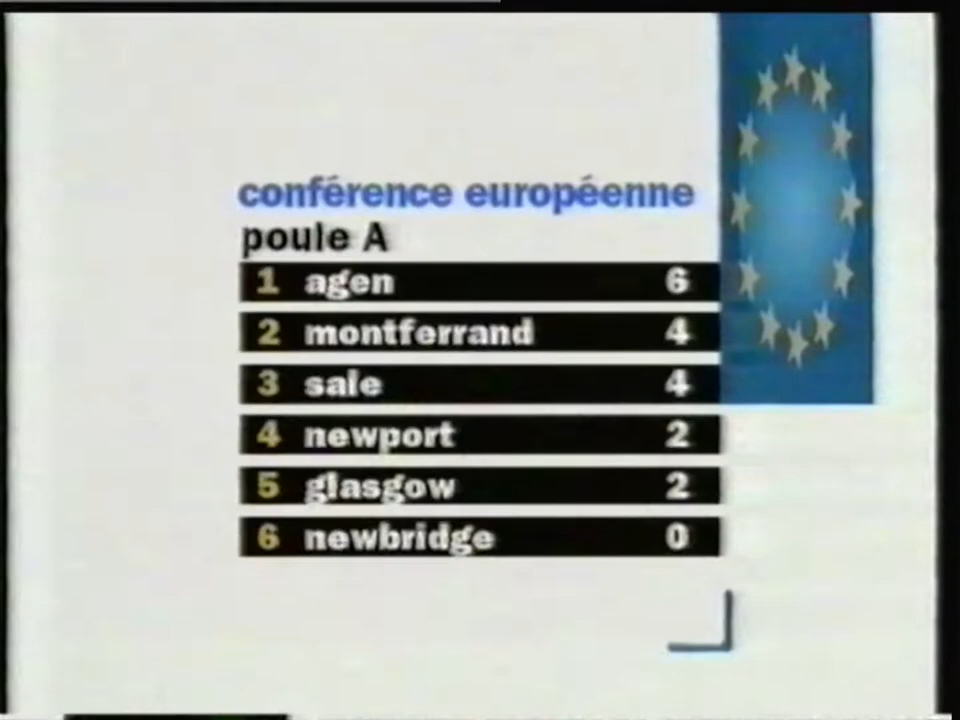 conférence européenne
poule A
1 agen 6
2 montferrand 4
3 sale 4
4 newport 2
5 glasgow 2
6 newbridge 0